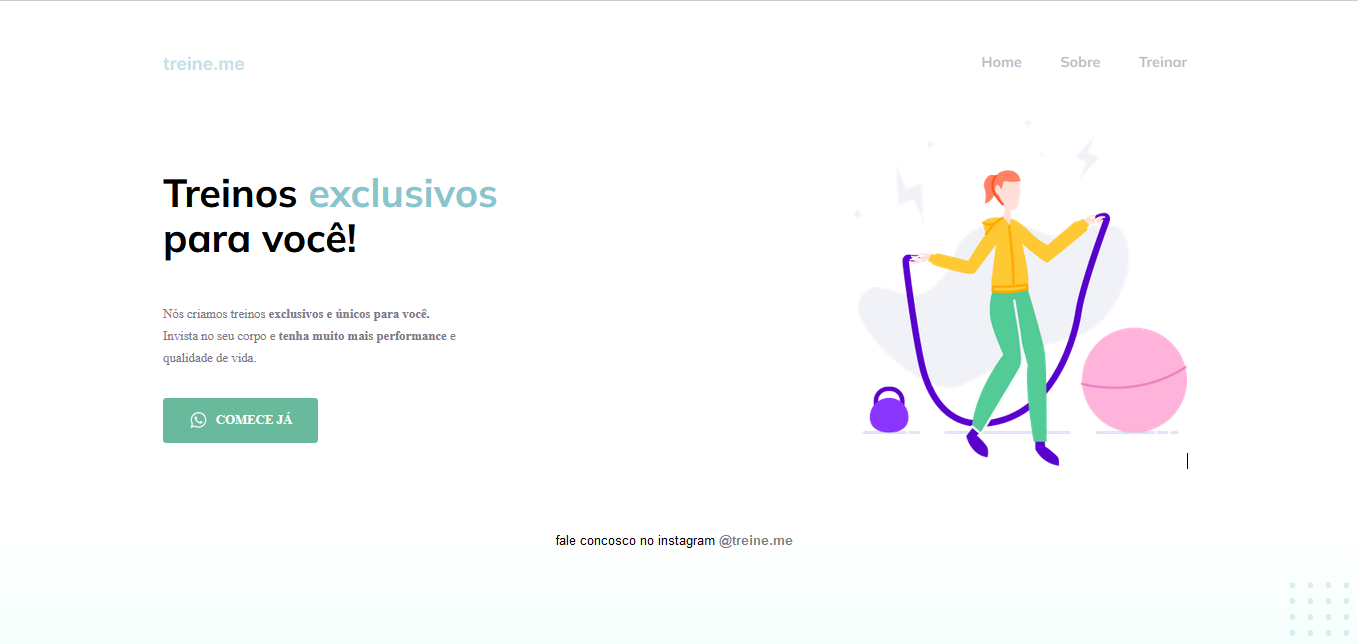 treine.me
Home Sobre Treinar
Treinos exclusivos
para você!
Nós criamos treinos exclusivos e únicos para você.
Invista no seu corpo e tenha muito mais performance e
qualidade de vida.
COMECE JÁ
fale concosco no instagram @treine.me